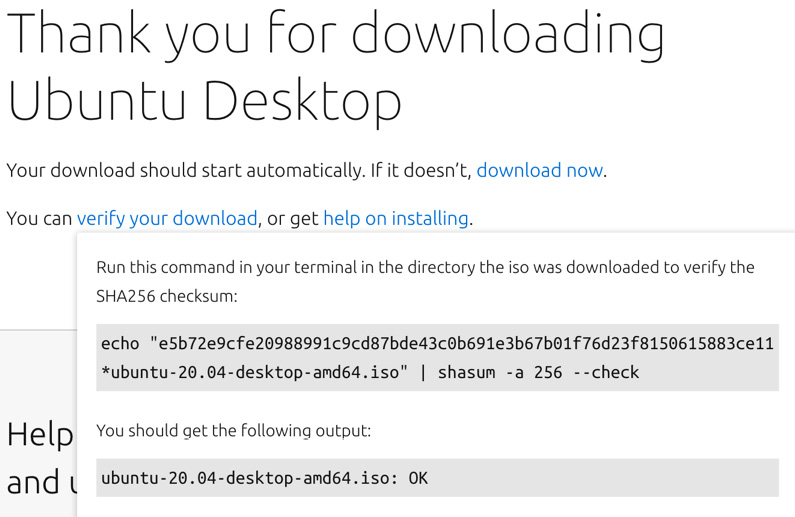 Thank you for downloading
Ubuntu Desktop
Your download should start automatically. If it doesn’t, download now.
You can verify your download, or get help on installing.
Run this command in your terminal in the directory the iso was downloaded to verify the
SHA256 checksum:
echo "e5b72e9cfe20988991c9cd87bde43c0b691e3b67b01f76d23f8150615883ce11
*ubuntu-20.04-desktop-amd64.iso" | shasum -a 256 --check
You should get the following output:
ubuntu-20.04-desktop-amd64.iso: OK
Help
and